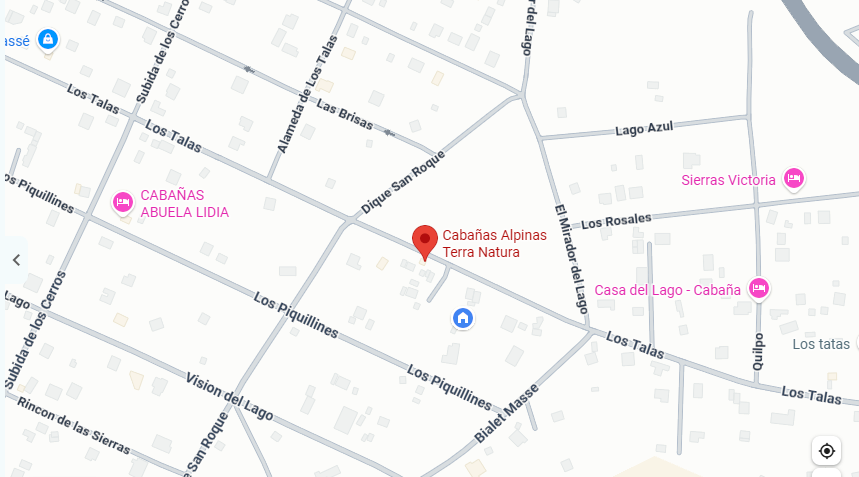 assé
Subida de los Cerros
r del Lago
Los Talas
Alameda de Los Talas
Las Brisas
Los Talas
Lago Azul
Dique San Roque
os Piquillines
CABAÑAS
ABUELA LIDIA
Sierras Victoria
Los Rosales
El Mirador del Lago
Cabañas Alpinas
Terra Natura
Subida de los Cerros
Lago
Los Piquillines
Casa del Lago - Cabaña
Los Talas
Quilpo
Los tatas
Vision del Lago
Los Piquillines
Los Talas
Bialet Masse
Rincon de las Sierras
e San Roque